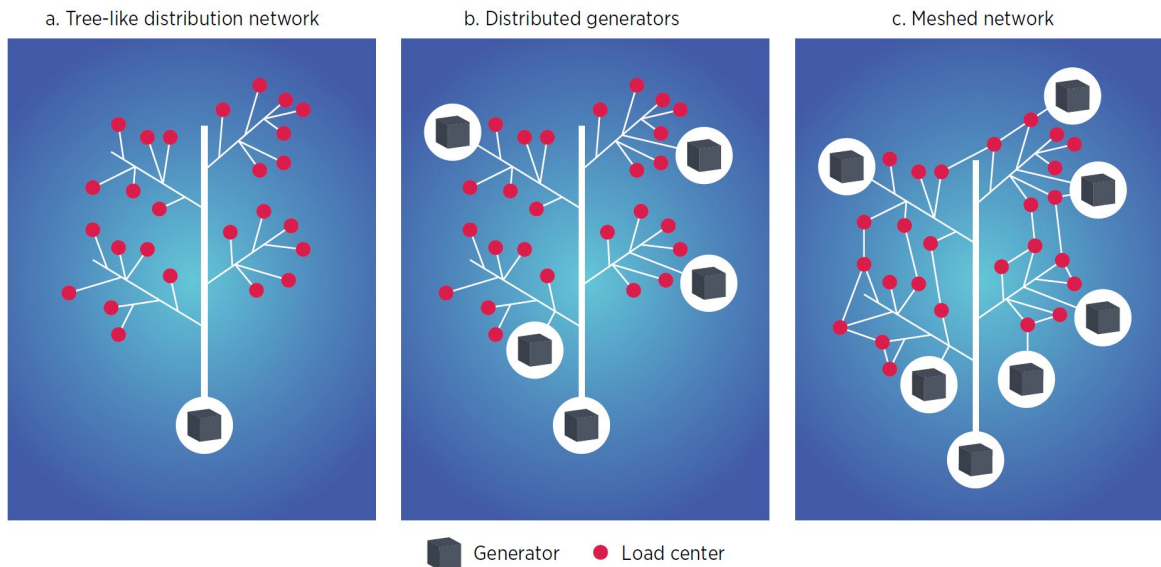 a. Tree-like distribution network
b. Distributed generators
c. Meshed network
Generator
Load center